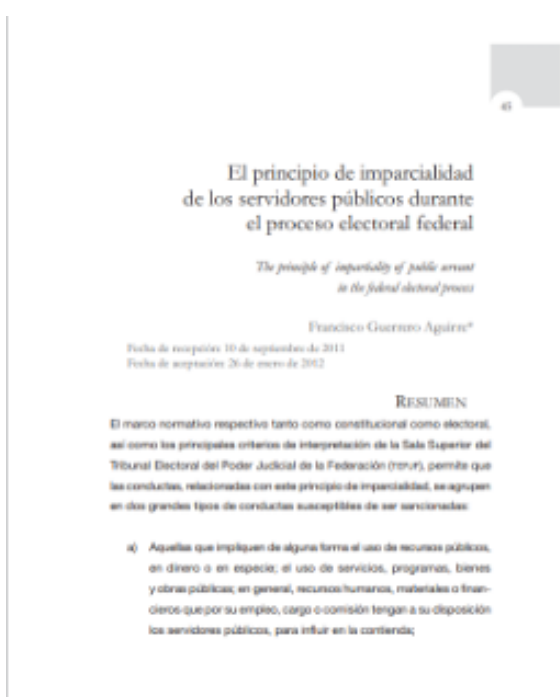 65
El principio de imparcialidad
de los servidores públicos durante
el proceso electoral federal
The principle of impartiality of public servant
in the federal electoral process
Francisco Guerrero Aguirre*
Fecha de recepción: 10 de septiembre de 2011
Fecha de aceptación: 26 de enero de 2012
RESUMEN
El marco normativo respectivo tanto como constitucional como electoral,
así como los principales criterios de interpretación de la Sala Superior del
Tribunal Electoral del Poder Judicial de la Federación (TEPJF), permite que
las conductas, relacionadas con este principio de imparcialidad, se agrupen
en dos grandes tipos de conductas susceptibles de ser sancionadas:
a) Aquellas que impliquen de alguna forma el uso de recursos públicos,
en dinero o en especie; el uso de servicios, programas, bienes
y obras públicas; en general, recursos humanos, materiales o finan-
cieros que por su empleo, cargo o comisión tengan a su disposición
los servidores públicos, para influir en la contienda;